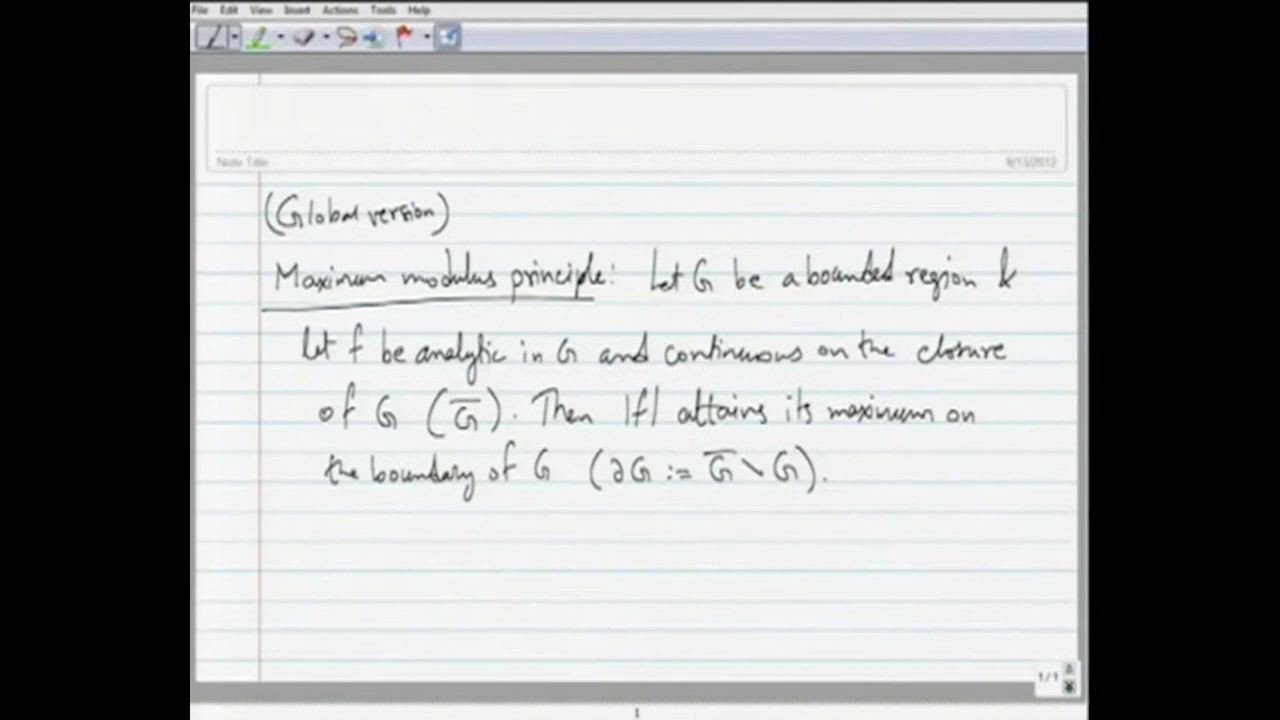 File Edit View Insert Actions Tools Help
Note Title
9/13/2012
(Global version)
Maximum modulus principle: Let G be a bounded region &
let f be analytic in G and continuous on the closure
of G (G̅). Then |f| attains its maximum on
the boundary of G (∂G := G̅ \ G).
1/1
1